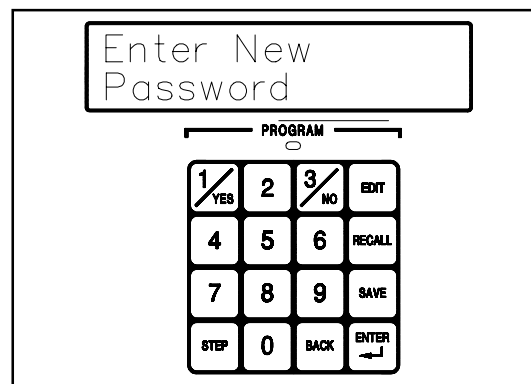 Enter New
Password
PROGRAM
1/YES 2 3/NO EDIT
4 5 6 RECALL
7 8 9 SAVE
STEP 0 BACK ENTER